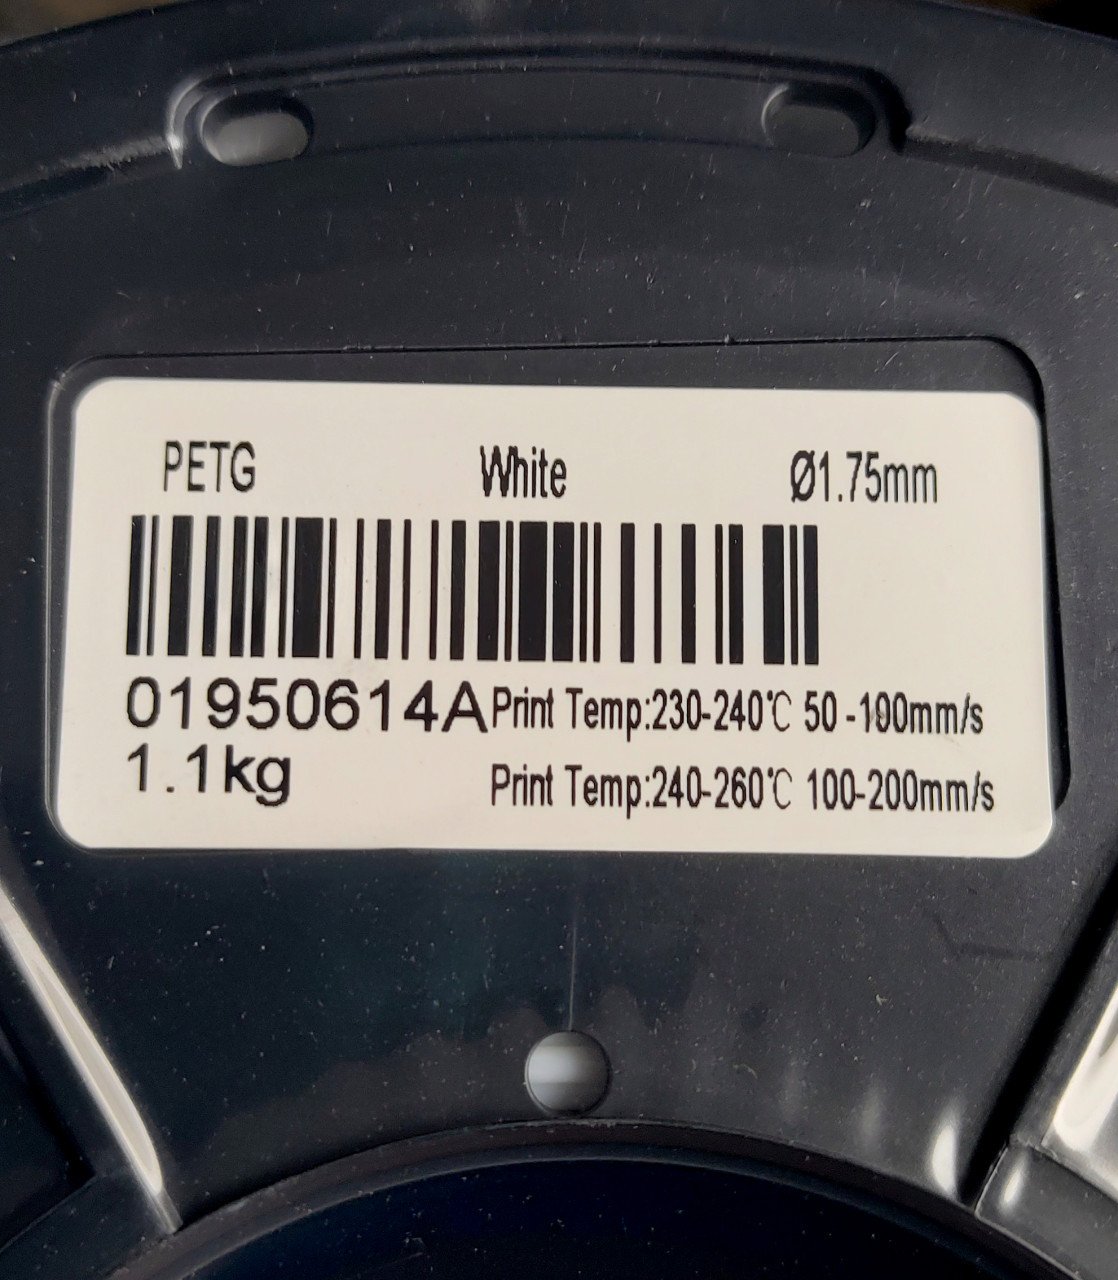 PETG White Ø1.75mm
01950614A Print Temp:230-240℃ 50 -100mm/s
1.1kg Print Temp:240-260℃ 100-200mm/s